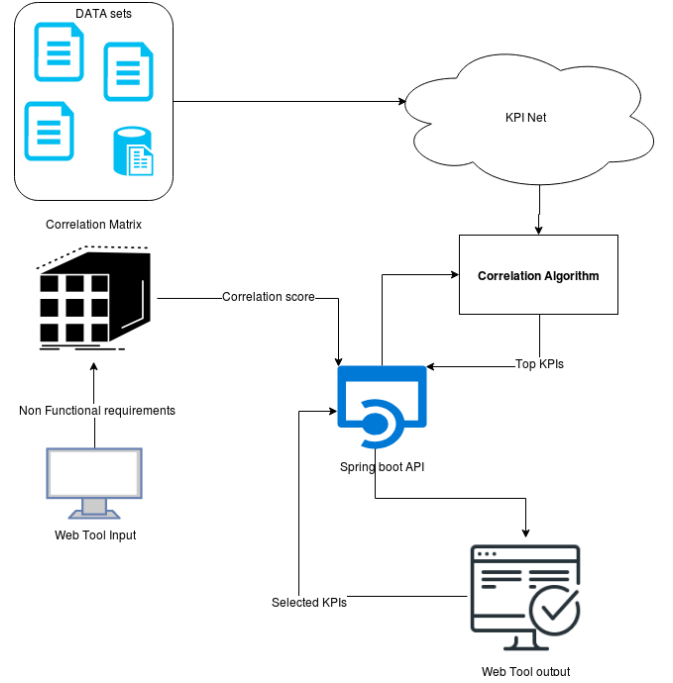 DATA sets
KPI Net
Correlation Matrix
Correlation Algorithm
Correlation score
Top KPIs
Non Functional requirements
Spring boot API
Web Tool Input
Selected KPIs
Web Tool output